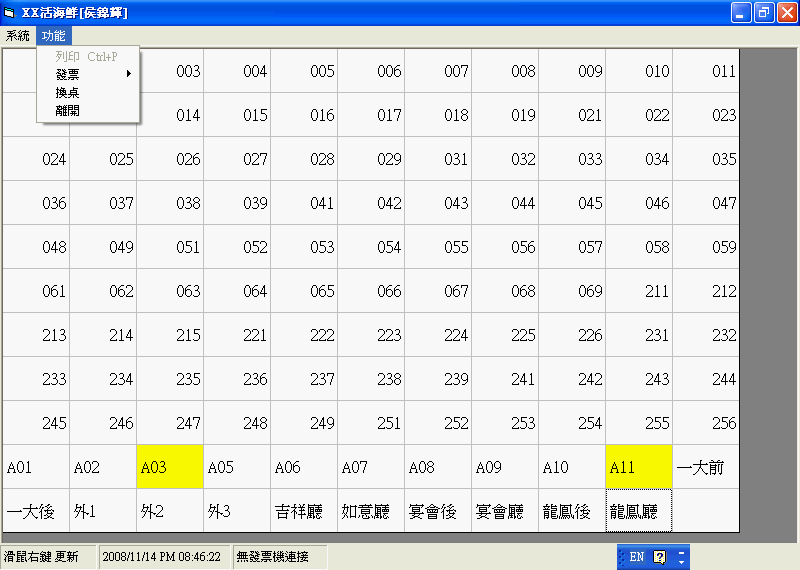 XX活海鮮[侯錦輝]
系統 功能
列印 Ctrl+P
發票
換桌
離開
003 004 005 006 007 008 009 010 011
014 015 016 017 018 019 021 022 023
024 025 026 027 028 029 031 032 033 034 035
036 037 038 039 041 042 043 044 045 046 047
048 049 051 052 053 054 055 056 057 058 059
061 062 063 064 065 066 067 068 069 211 212
213 214 215 221 222 223 224 225 226 231 232
233 234 235 236 237 238 239 241 242 243 244
245 246 247 248 249 251 252 253 254 255 256
A01 A02 A03 A05 A06 A07 A08 A09 A10 A11 一大前
一大後 外1 外2 外3 吉祥廳 如意廳 宴會後 宴會廳 龍鳳後 龍鳳廳
滑鼠右鍵 更新 2008/11/14 PM 08:46:22 無發票機連接 EN